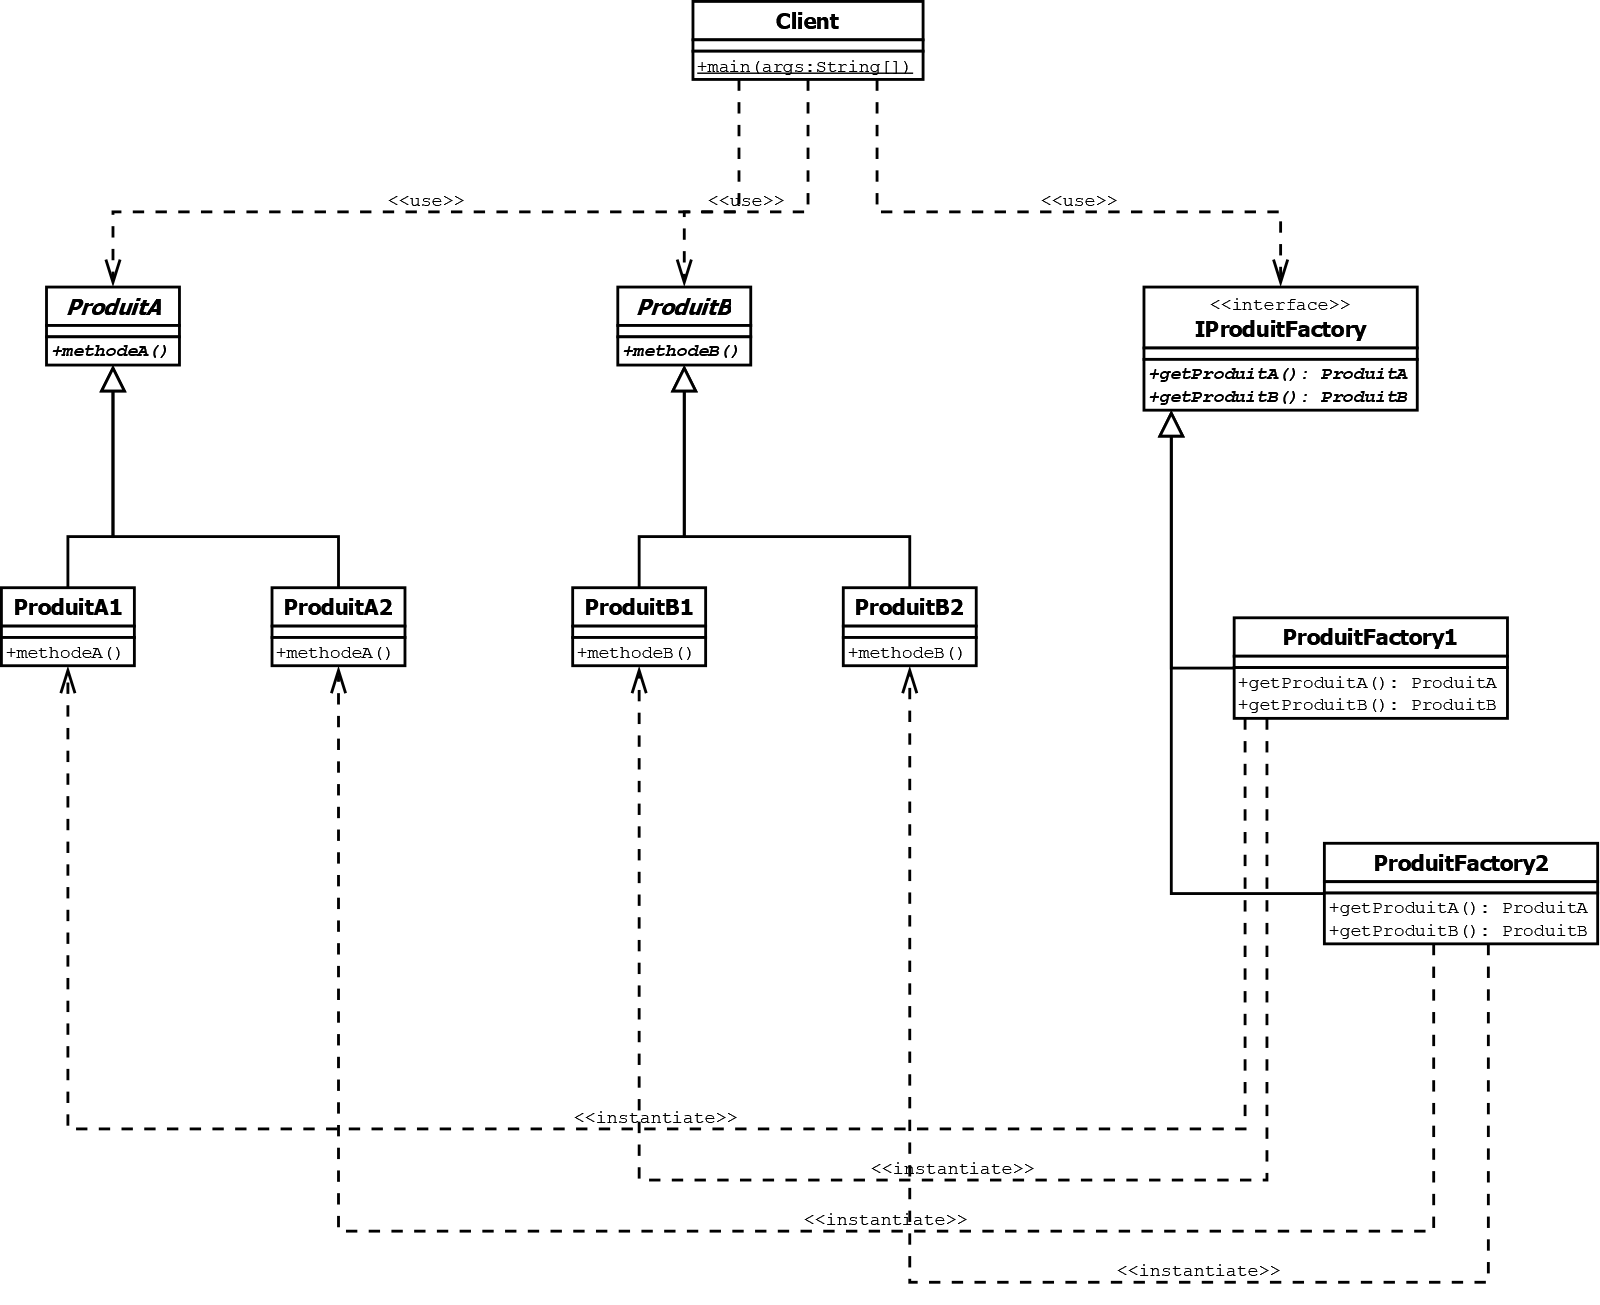 Client
+main(args:String[])
<<use>>
<<use>>
<<use>>
ProduitA
+methodeA()
ProduitB
+methodeB()
<<interface>>
IProduitFactory
+getProduitA(): ProduitA
+getProduitB(): ProduitB
ProduitA1
+methodeA()
ProduitA2
+methodeA()
ProduitB1
+methodeB()
ProduitB2
+methodeB()
ProduitFactory1
+getProduitA(): ProduitA
+getProduitB(): ProduitB
ProduitFactory2
+getProduitA(): ProduitA
+getProduitB(): ProduitB
<<instantiate>>
<<instantiate>>
<<instantiate>>
<<instantiate>>